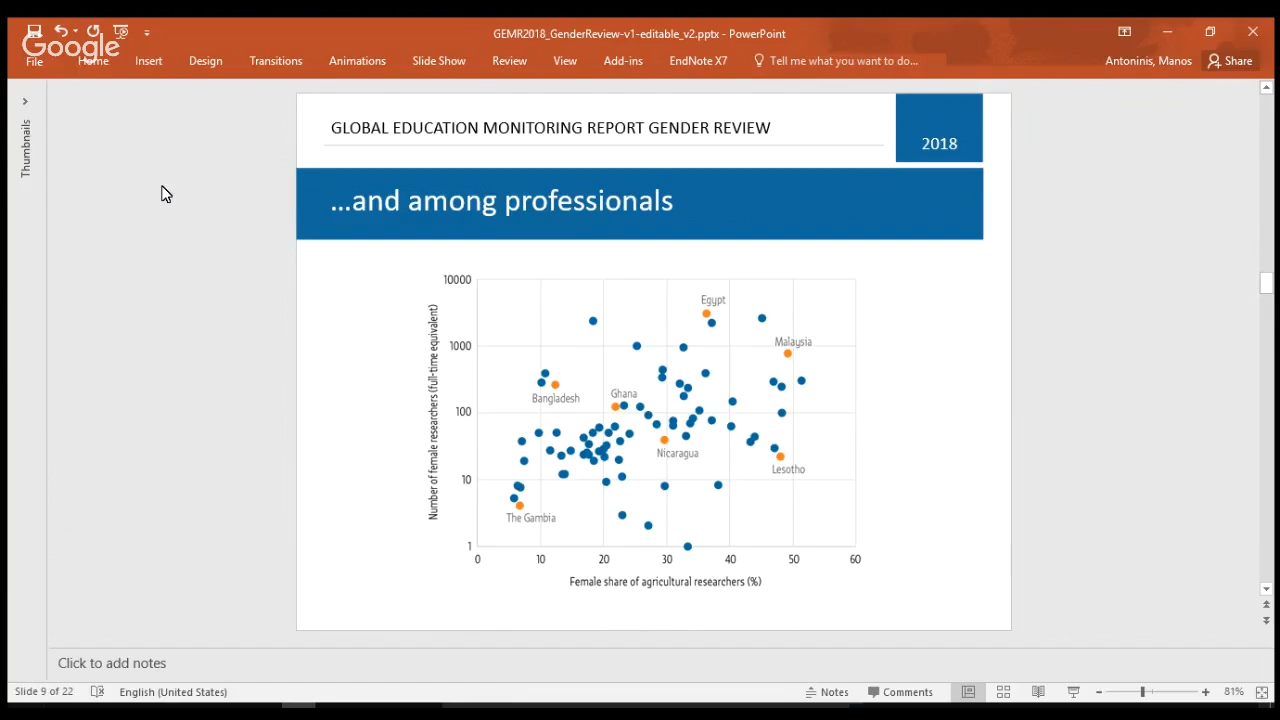 GEMR2018_GenderReview-v1-editable_v2.pptx - PowerPoint
Google
File Home Insert Design Transitions Animations Slide Show Review View Add-ins EndNote X7 Tell me what you want to do... Antoninis, Manos Share
Thumbnails
GLOBAL EDUCATION MONITORING REPORT GENDER REVIEW
2018
...and among professionals
Number of female researchers (full-time equivalent)
10000
1000
100
10
1
Egypt
Malaysia
Bangladesh
Ghana
Nicaragua
Lesotho
The Gambia
0 10 20 30 40 50 60
Female share of agricultural researchers (%)
Click to add notes
Slide 9 of 22 English (United States) Notes Comments 81%